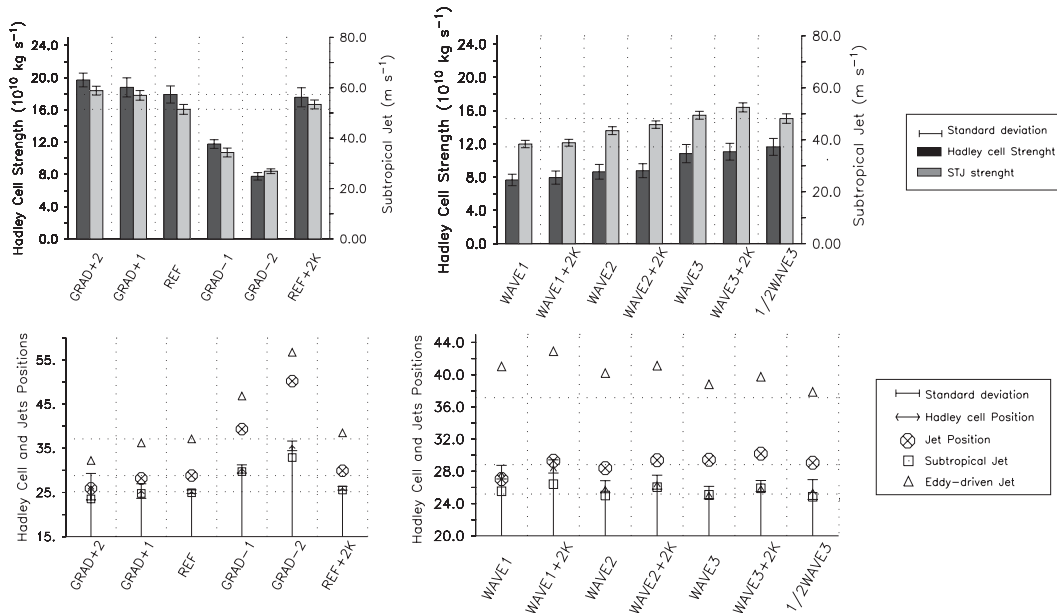 Hadley Cell Strength (10¹⁰ kg s⁻¹)
24.0
20.0
16.0
12.0
8.0
4.0
0.0
80.0
60.0
40.0
20.0
0.00
Subtropical Jet (m s⁻¹)
GRAD+2
GRAD+1
REF
GRAD−1
GRAD−2
REF+2K
Hadley Cell Strength (10¹⁰ kg s⁻¹)
24.0
20.0
16.0
12.0
8.0
4.0
0.0
80.0
60.0
40.0
20.0
0.00
Subtropical Jet (m s⁻¹)
WAVE1
WAVE1+2K
WAVE2
WAVE2+2K
WAVE3
WAVE3+2K
1/2WAVE3
Standard deviation
Hadley cell Strenght
STJ strenght
Hadley Cell and Jets Positions
55.
45.
35.
25.
15.
GRAD+2
GRAD+1
REF
GRAD−1
GRAD−2
REF+2K
Hadley Cell and Jets Positions
44.0
40.0
36.0
32.0
28.0
24.0
20.0
WAVE1
WAVE1+2K
WAVE2
WAVE2+2K
WAVE3
WAVE3+2K
1/2WAVE3
Standard deviation
Hadley cell Position
Jet Position
Subtropical Jet
Eddy-driven Jet